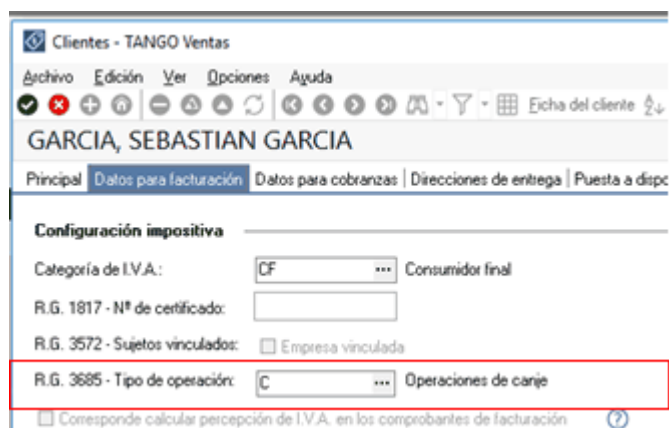 Clientes - TANGO Ventas
Archivo Edición Ver Opciones Ayuda
Ficha del cliente
GARCIA, SEBASTIAN GARCIA
Principal Datos para facturación Datos para cobranzas Direcciones de entrega Puesta a dispo
Configuración impositiva
Categoría de I.V.A.: CF ... Consumidor final
R.G. 1817 - Nº de certificado:
R.G. 3572 - Sujetos vinculados: Empresa vinculada
R.G. 3685 - Tipo de operación: C ... Operaciones de canje
Corresponde calcular percepción de I.V.A. en los comprobantes de facturación ?